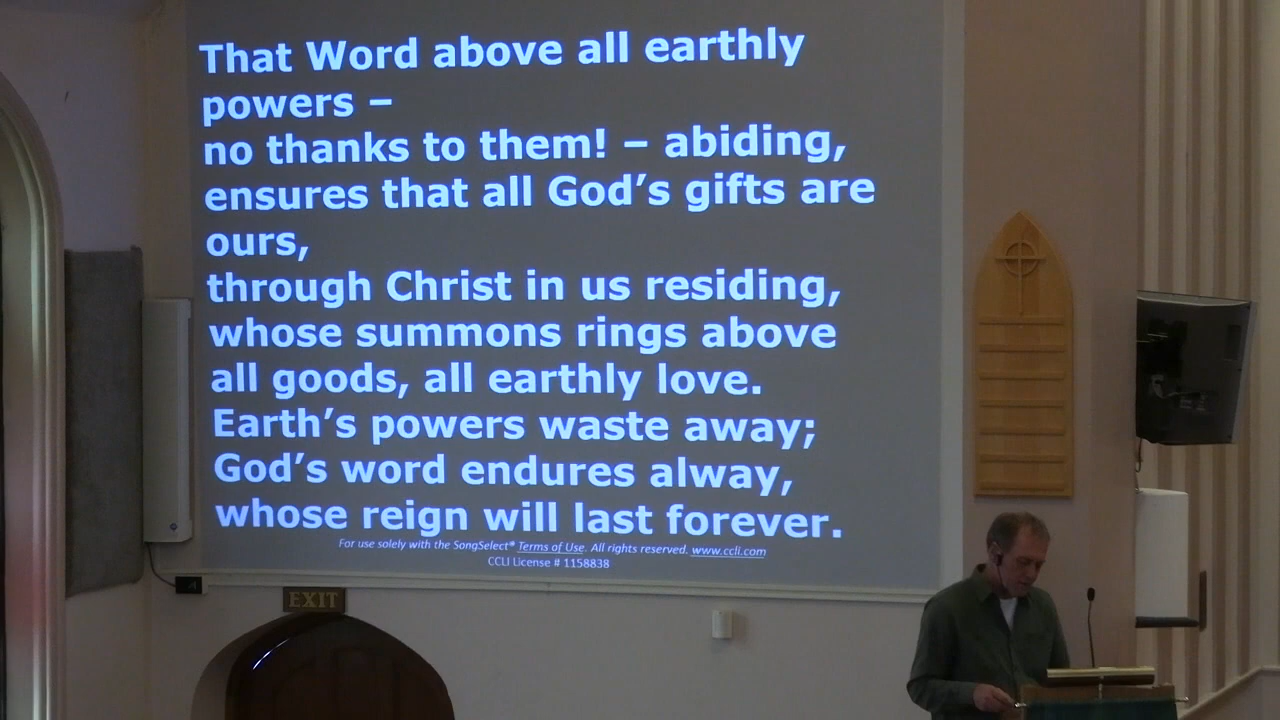 That Word above all earthly
powers –
no thanks to them! – abiding,
ensures that all God’s gifts are
ours,
through Christ in us residing,
whose summons rings above
all goods, all earthly love.
Earth’s powers waste away;
God’s word endures alway,
whose reign will last forever.
For use solely with the SongSelect® Terms of Use. All rights reserved. www.ccli.com
CCLI License # 1158838
EXIT